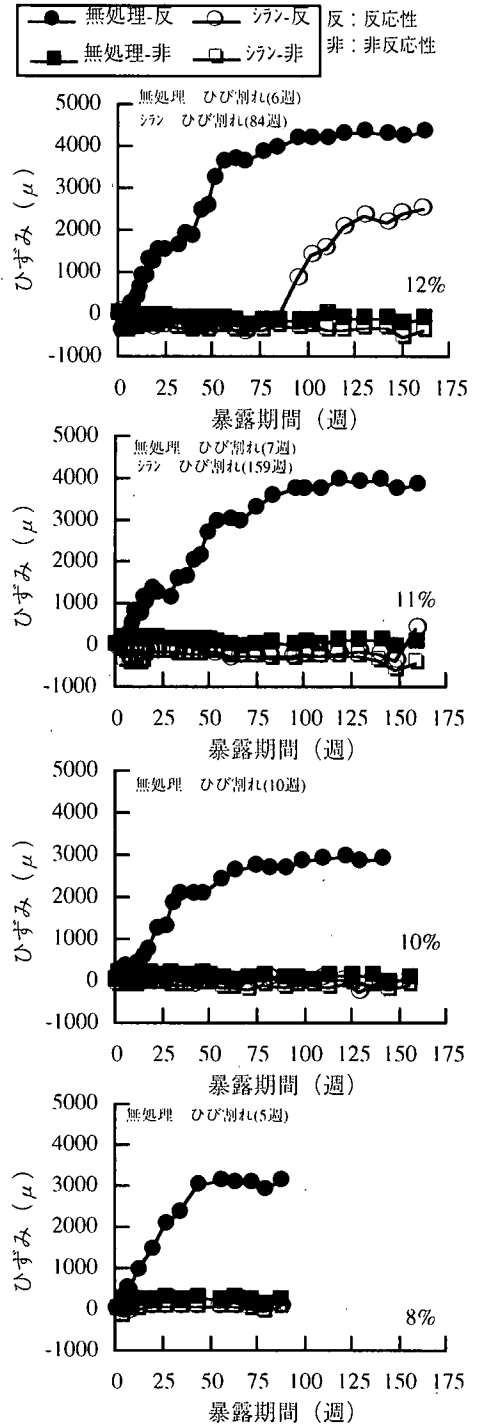 無処理-反 シラン-反 反：反応性
無処理-非 シラン-非 非：非反応性
無処理 ひび割れ(6週)
シラン ひび割れ(84週)
5000
4000
3000
2000
1000
0
-1000
ひずみ（μ）
12%
0 25 50 75 100 125 150 175
暴露期間（週）
無処理 ひび割れ(7週)
シラン ひび割れ(159週)
5000
4000
3000
2000
1000
0
-1000
ひずみ（μ）
11%
0 25 50 75 100 125 150 175
暴露期間（週）
無処理 ひび割れ(10週)
5000
4000
3000
2000
1000
0
-1000
ひずみ（μ）
10%
0 25 50 75 100 125 150 175
暴露期間（週）
無処理 ひび割れ(5週)
5000
4000
3000
2000
1000
0
-1000
ひずみ（μ）
8%
0 25 50 75 100 125 150 175
暴露期間（週）